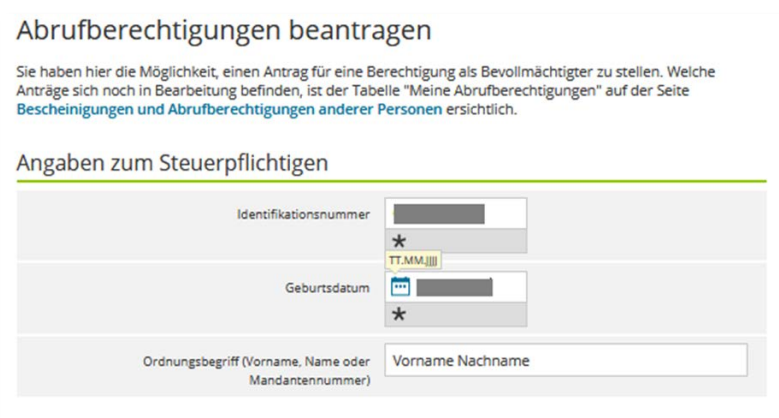 Abrufberechtigungen beantragen
Sie haben hier die Möglichkeit, einen Antrag für eine Berechtigung als Bevollmächtigter zu stellen. Welche
Anträge sich noch in Bearbeitung befinden, ist der Tabelle "Meine Abrufberechtigungen" auf der Seite
Bescheinigungen und Abrufberechtigungen anderer Personen ersichtlich.
Angaben zum Steuerpflichtigen
Identifikationsnummer
*
TT.MM.JJJJ
Geburtsdatum
*
Ordnungsbegriff (Vorname, Name oder
Mandantennummer)
Vorname Nachname